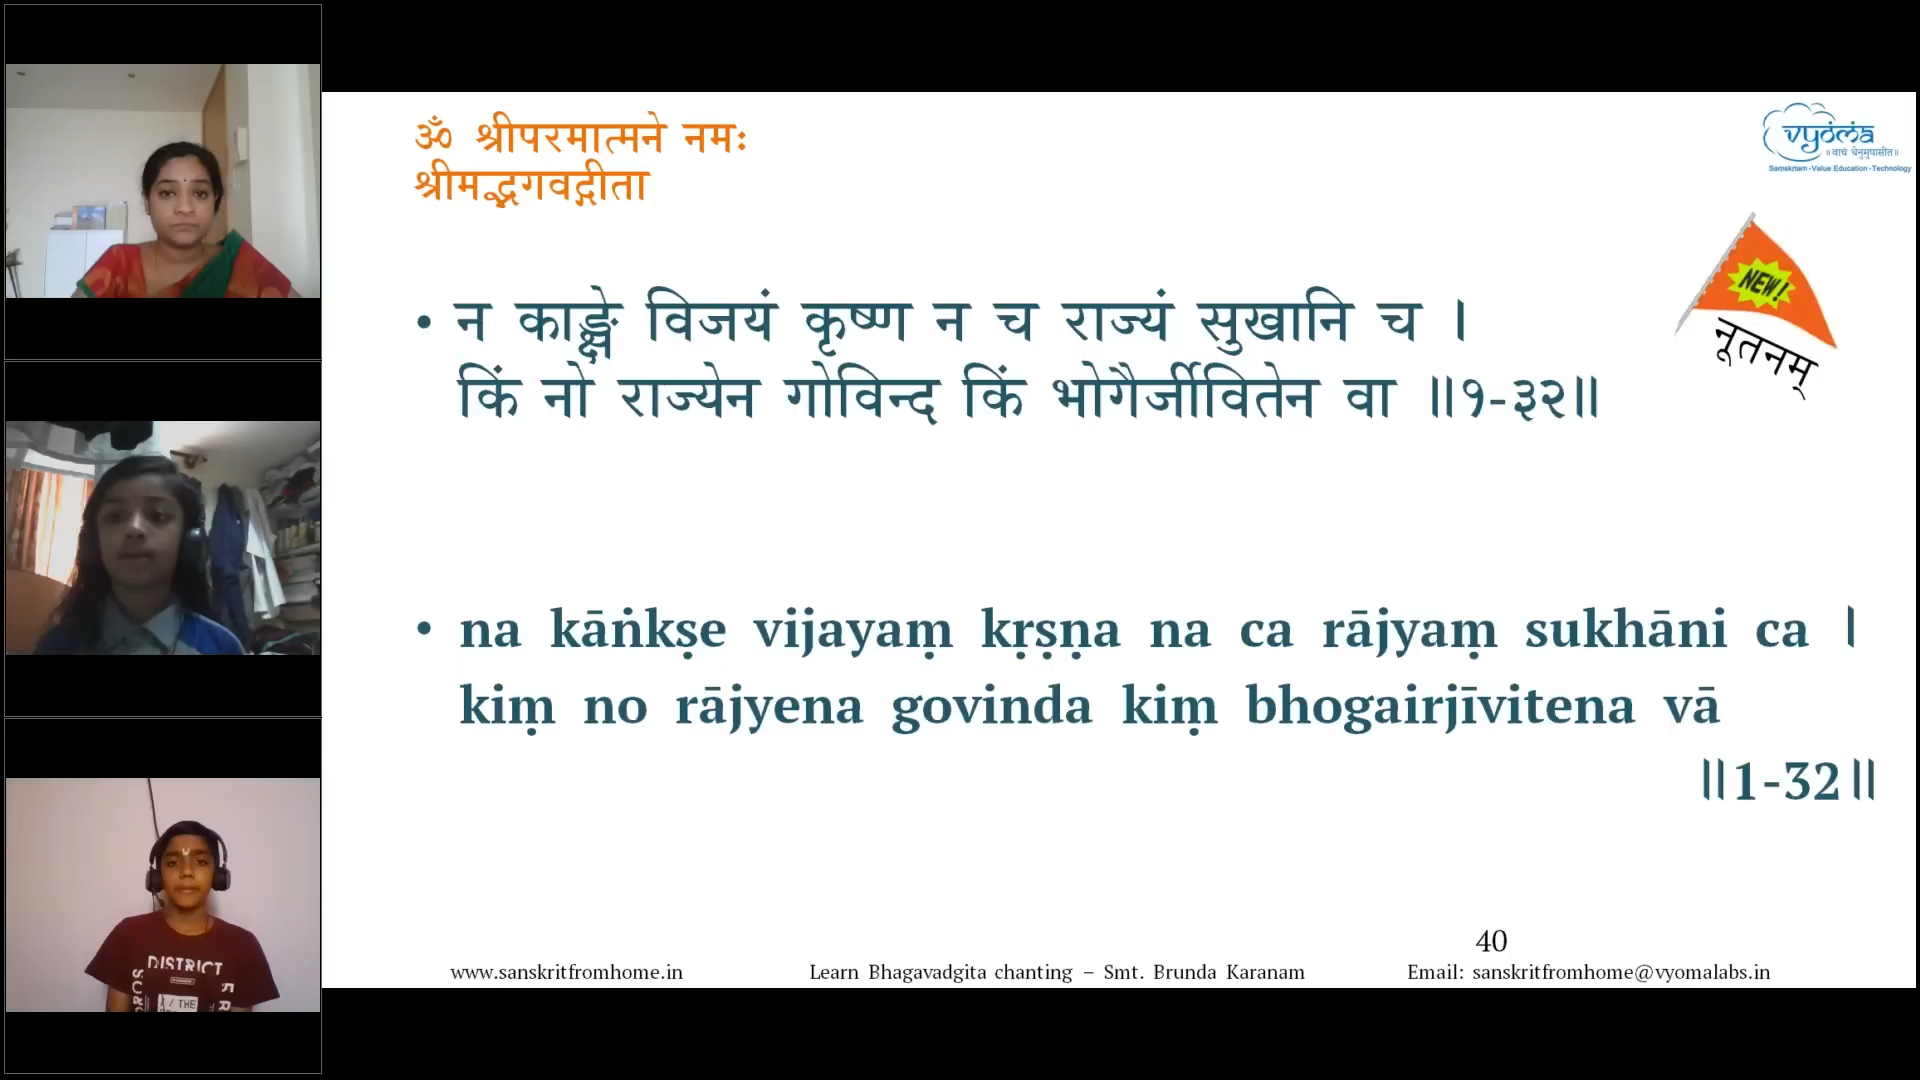 ॐ श्रीपरमात्मने नमः
श्रीमद्भगवद्गीता
vyoma
॥ वाचं धेनुमुपासीत॥
Saṃskṛtam - Value Education - Technology
NEW!
नूतनम्
• न काङ्क्षे विजयं कृष्ण न च राज्यं सुखानि च ।
किं नो राज्येन गोविन्द किं भोगैर्जीवितेन वा ॥१-३२॥
• na kāṅkṣe vijayaṃ kṛṣṇa na ca rājyaṃ sukhāni ca ।
kiṃ no rājyena govinda kiṃ bhogairjīvitena vā
॥1-32॥
40
www.sanskritfromhome.in Learn Bhagavadgita chanting – Smt. Brunda Karanam Email: sanskritfromhome@vyomalabs.in
DISTRICT
/ THE